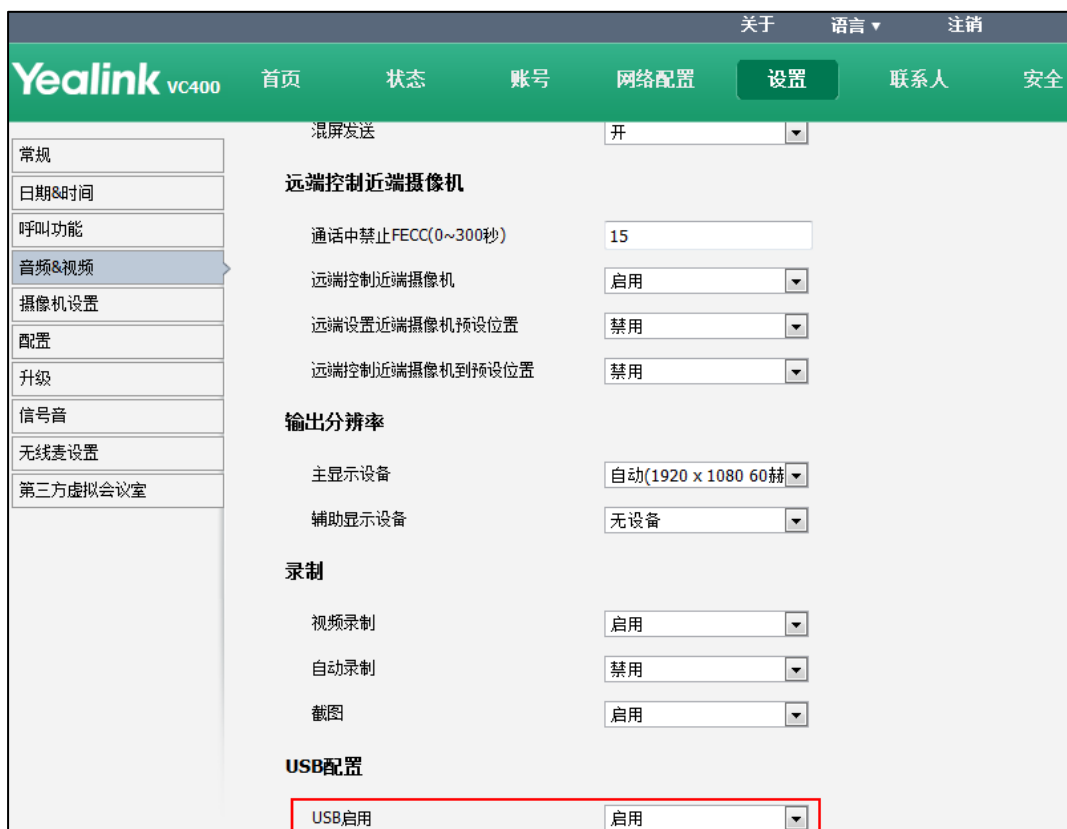 关于 语言▼ 注销
Yealink VC400 首页 状态 账号 网络配置 设置 联系人 安全
常规
日期&时间
呼叫功能
音频&视频
摄像机设置
配置
升级
信号音
无线麦设置
第三方虚拟会议室
混屏发送 开
远端控制近端摄像机
通话中禁止FECC(0~300秒) 15
远端控制近端摄像机 启用
远端设置近端摄像机预设位置 禁用
远端控制近端摄像机到预设位置 禁用
输出分辨率
主显示设备 自动(1920 x 1080 60赫
辅助显示设备 无设备
录制
视频录制 启用
自动录制 禁用
截图 启用
USB配置
USB启用 启用